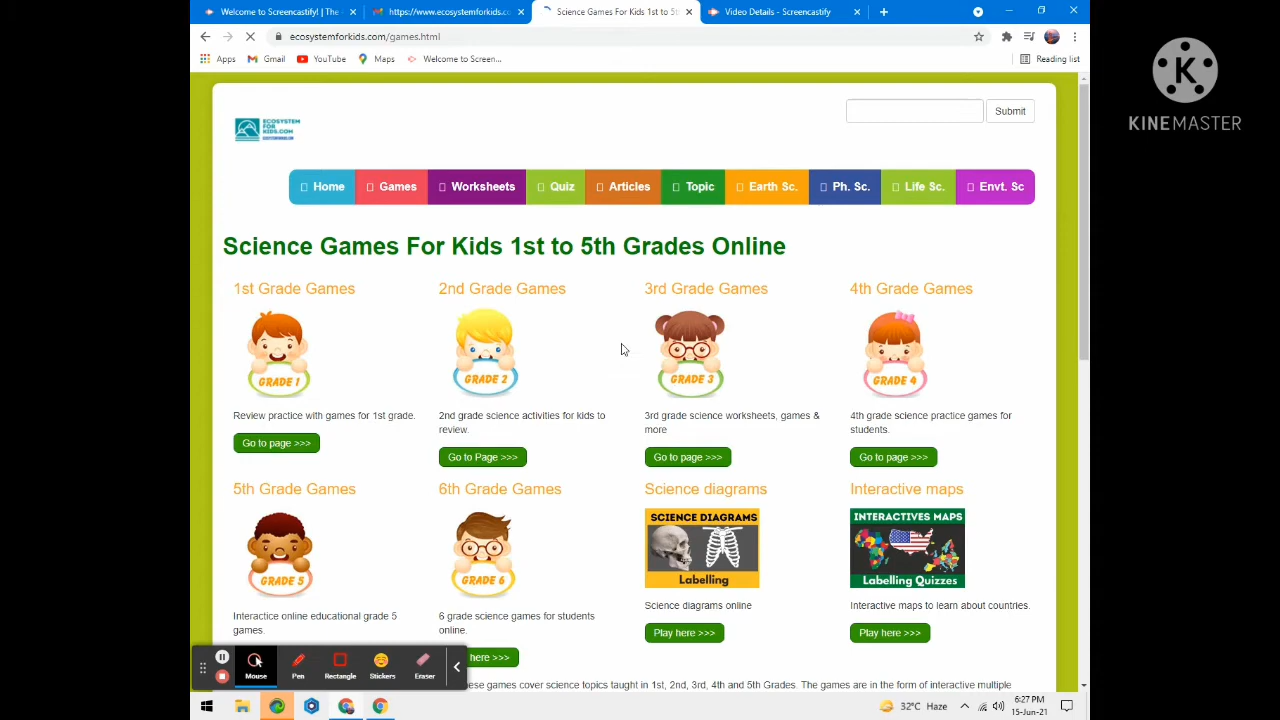 Welcome to Screencastify! | The
https://www.ecosystemforkids.co
Science Games For Kids 1st to 5t
Video Details - Screencastify
ecosystemforkids.com/games.html
Apps
Gmail
YouTube
Maps
Welcome to Screen...
Reading list
K
KINEMASTER
ECOSYSTEM
FOR
KIDS.COM
Submit
Home
Games
Worksheets
Quiz
Articles
Topic
Earth Sc.
Ph. Sc.
Life Sc.
Envt. Sc
Science Games For Kids 1st to 5th Grades Online
1st Grade Games
2nd Grade Games
3rd Grade Games
4th Grade Games
GRADE 1
GRADE 2
GRADE 3
GRADE 4
Review practice with games for 1st grade.
2nd grade science activities for kids to
review.
3rd grade science worksheets, games &
more
4th grade science practice games for
students.
Go to page >>>
Go to Page >>>
Go to page >>>
Go to page >>>
5th Grade Games
6th Grade Games
Science diagrams
Interactive maps
GRADE 5
GRADE 6
SCIENCE DIAGRAMS
Labelling
INTERACTIVES MAPS
Labelling Quizzes
Interactice online educational grade 5
games.
6 grade science games for students
online.
Science diagrams online
Interactive maps to learn about countries.
here >>>
Play here >>>
Play here >>>
ese games cover science topics taught in 1st, 2nd, 3rd, 4th and 5th Grades. The games are in the form of interactive multiple
Mouse
Pen
Rectangle
Stickers
Eraser
32°C Haze
6:27 PM
15-Jun-21